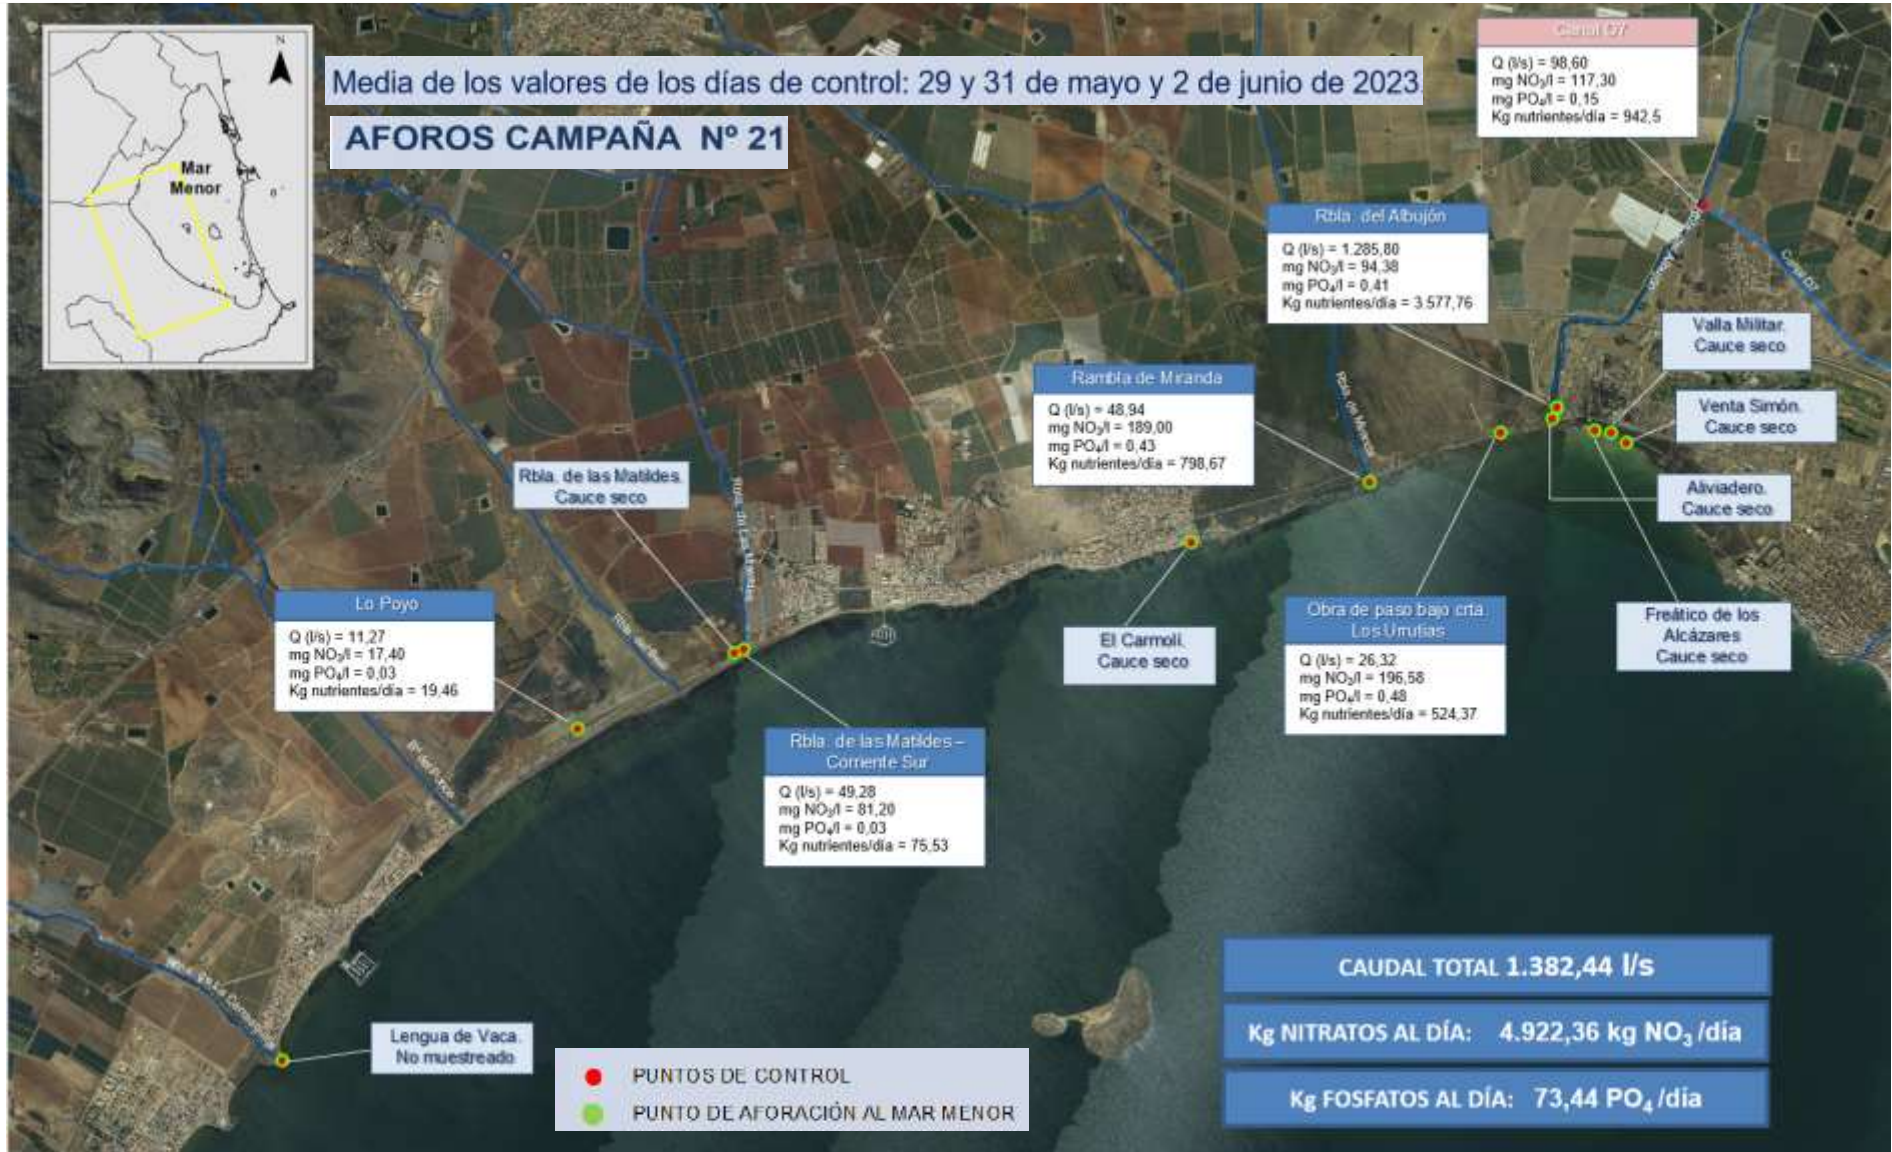 N
Mar
Menor
Media de los valores de los días de control: 29 y 31 de mayo y 2 de junio de 2023
AFOROS CAMPAÑA Nº 21
Canal D7
Q (l/s) = 98,60
mg NO₃/l = 117,30
mg PO₄/l = 0,15
Kg nutrientes/día = 942,5
Rbla. del Albujón
Q (l/s) = 1.285,80
mg NO₃/l = 94,38
mg PO₄/l = 0,41
Kg nutrientes/día = 3.577,76
Canal D7
Valla Militar.
Cauce seco
Rambla de Miranda
Q (l/s) = 48,94
mg NO₃/l = 189,00
mg PO₄/l = 0,43
Kg nutrientes/día = 798,67
Rbla. de Miranda
Venta Simón.
Cauce seco
Rbla. de las Matildes.
Cauce seco
Aliviadero.
Cauce seco
Lo Poyo
Q (l/s) = 11,27
mg NO₃/l = 17,40
mg PO₄/l = 0,03
Kg nutrientes/día = 19,46
El Carmolí.
Cauce seco
Obra de paso bajo crta.
Los Urrutias
Q (l/s) = 26,32
mg NO₃/l = 196,58
mg PO₄/l = 0,48
Kg nutrientes/día = 524,37
Freático de los
Alcázares
Cauce seco
Rbla. de las Matildes –
Corriente Sur
Q (l/s) = 49,28
mg NO₃/l = 81,20
mg PO₄/l = 0,03
Kg nutrientes/día = 75,53
Lengua de Vaca.
No muestreado
PUNTOS DE CONTROL
PUNTO DE AFORACIÓN AL MAR MENOR
CAUDAL TOTAL 1.382,44 l/s
Kg NITRATOS AL DÍA: 4.922,36 kg NO₃ /día
Kg FOSFATOS AL DÍA: 73,44 PO₄ /día